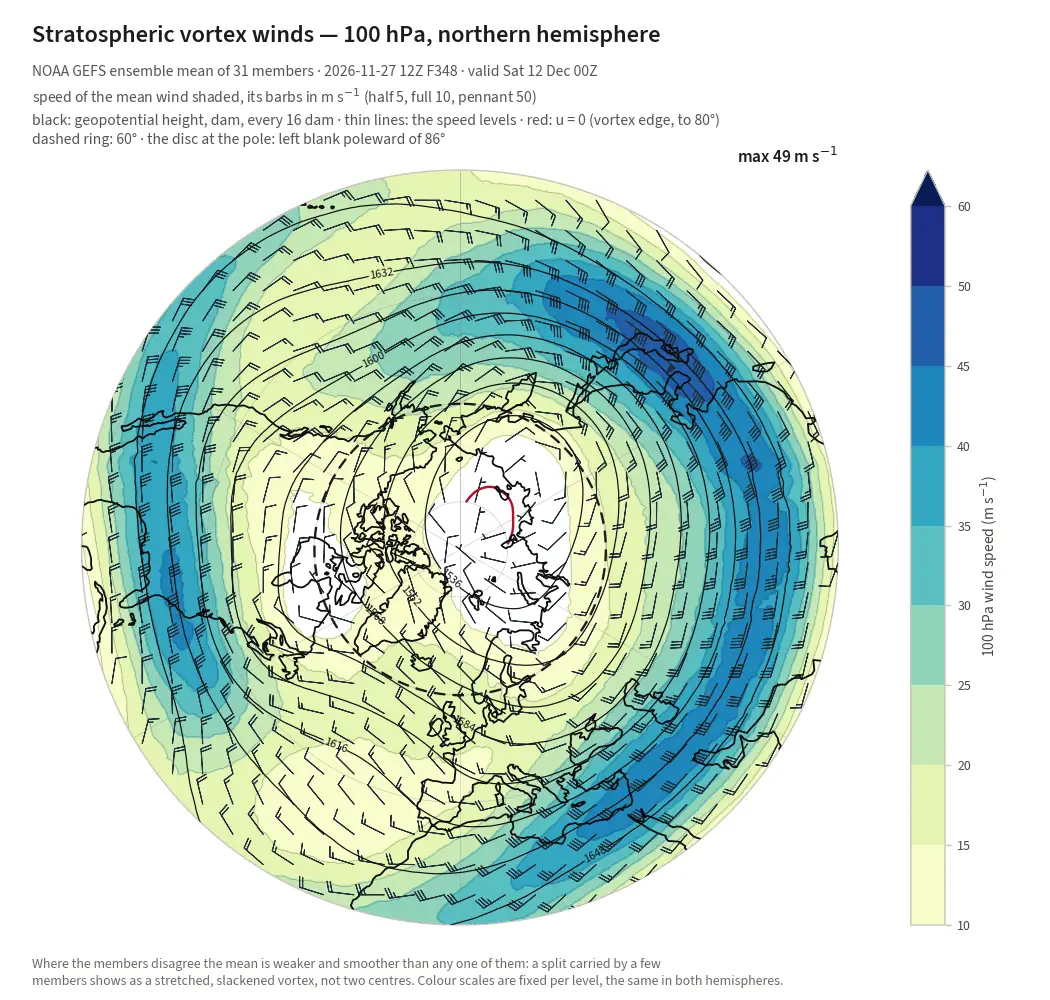 Stratospheric vortex winds — 100 hPa, northern hemisphere
NOAA GEFS ensemble mean of 31 members · 2026-11-27 12Z F348 · valid Sat 12 Dec 00Z
speed of the mean wind shaded, its barbs in m s⁻¹ (half 5, full 10, pennant 50)
black: geopotential height, dam, every 16 dam · thin lines: the speed levels · red: u = 0 (vortex edge, to 80°)
dashed ring: 60° · the disc at the pole: left blank poleward of 86°
max 49 m s⁻¹
1632
1600
1552
1584
1616
60
50
45
40
35
30
25
20
15
10
100 hPa wind speed (m s⁻¹)
Where the members disagree the mean is weaker and smoother than any one of them: a split carried by a few
members shows as a stretched, slackened vortex, not two centres. Colour scales are fixed per level, the same in both hemispheres.